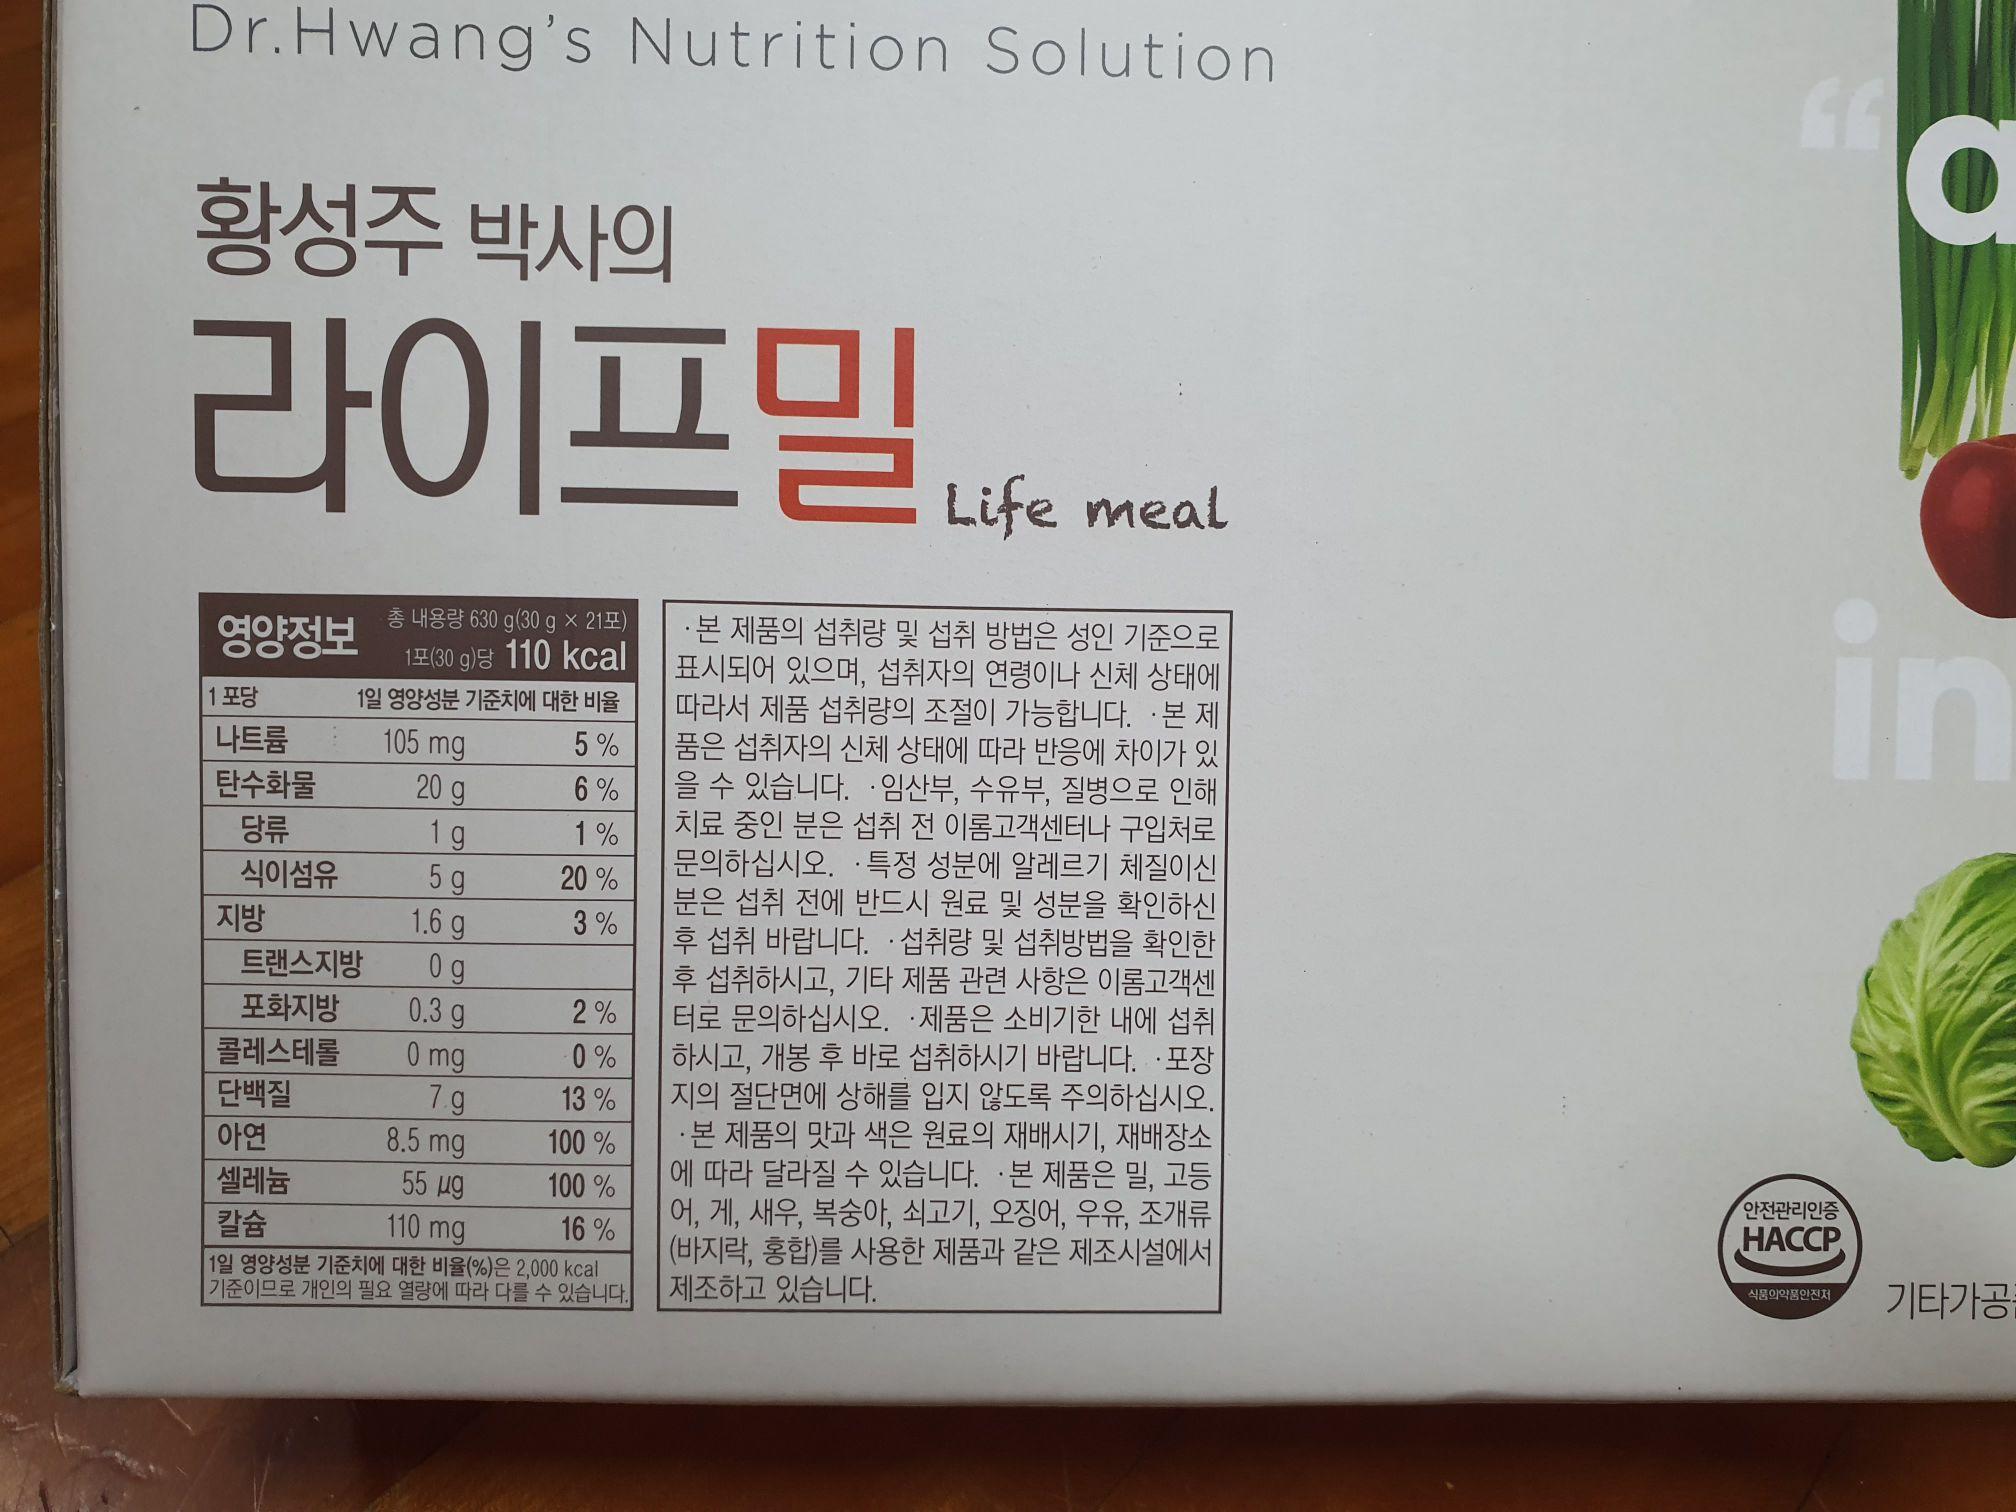 Dr.Hwang's Nutrition Solution
황성주 박사의
라이프밀
Life meal
영양정보
총 내용량 630 g(30 g × 21포)
1포(30 g)당 110 kcal
1 포당 1일 영양성분 기준치에 대한 비율
나트륨 105 mg 5 %
탄수화물 20 g 6 %
당류 1 g 1 %
식이섬유 5 g 20 %
지방 1.6 g 3 %
트랜스지방 0 g
포화지방 0.3 g 2 %
콜레스테롤 0 mg 0 %
단백질 7 g 13 %
아연 8.5 mg 100 %
셀레늄 55 μg 100 %
칼슘 110 mg 16 %
1일 영양성분 기준치에 대한 비율(%)은 2,000 kcal
기준이므로 개인의 필요 열량에 따라 다를 수 있습니다.
·본 제품의 섭취량 및 섭취 방법은 성인 기준으로
표시되어 있으며, 섭취자의 연령이나 신체 상태에
따라서 제품 섭취량의 조절이 가능합니다. ·본 제
품은 섭취자의 신체 상태에 따라 반응에 차이가 있
을 수 있습니다. ·임산부, 수유부, 질병으로 인해
치료 중인 분은 섭취 전 이롬고객센터나 구입처로
문의하십시오. ·특정 성분에 알레르기 체질이신
분은 섭취 전에 반드시 원료 및 성분을 확인하신
후 섭취 바랍니다. ·섭취량 및 섭취방법을 확인한
후 섭취하시고, 기타 제품 관련 사항은 이롬고객센
터로 문의하십시오. ·제품은 소비기한 내에 섭취
하시고, 개봉 후 바로 섭취하시기 바랍니다. ·포장
지의 절단면에 상해를 입지 않도록 주의하십시오.
·본 제품의 맛과 색은 원료의 재배시기, 재배장소
에 따라 달라질 수 있습니다. ·본 제품은 밀, 고등
어, 게, 새우, 복숭아, 쇠고기, 오징어, 우유, 조개류
(바지락, 홍합)를 사용한 제품과 같은 제조시설에서
제조하고 있습니다.
“a
in
안전관리인증
HACCP
식품의약품안전처
기타가공